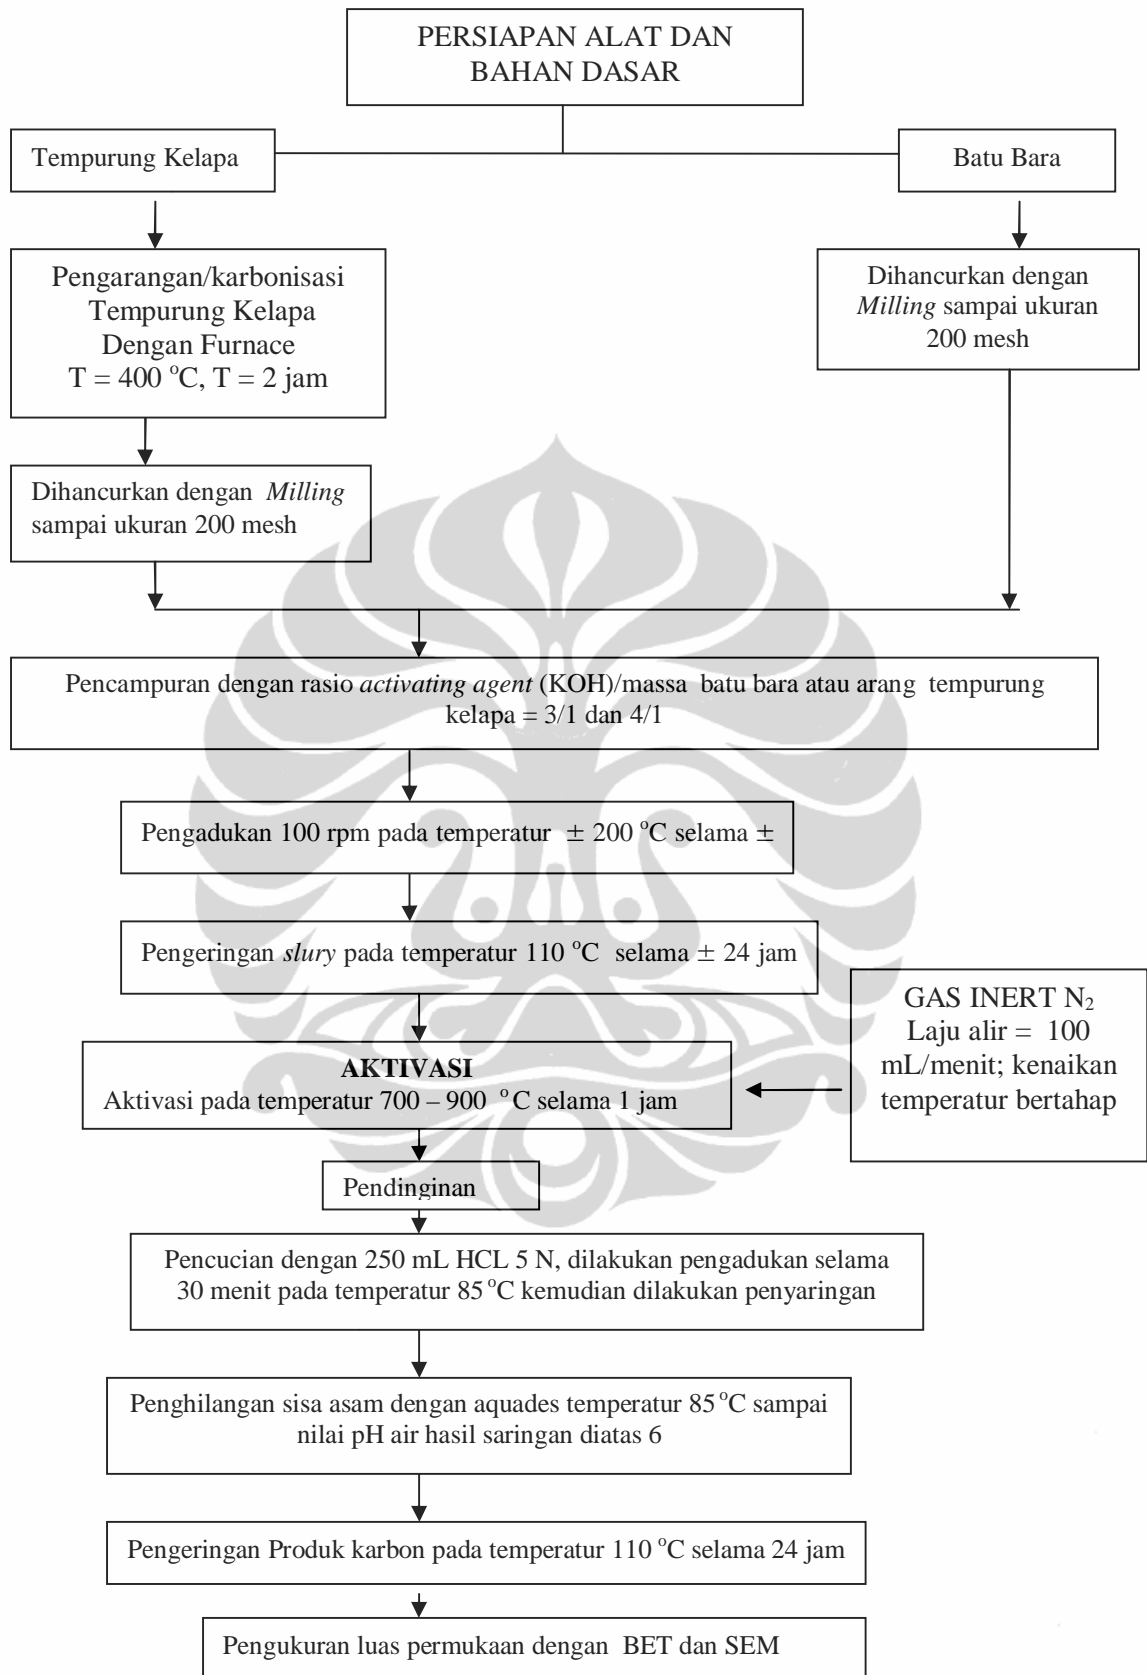 PERSIAPAN ALAT DAN
BAHAN DASAR
Tempurung Kelapa
Batu Bara
Pengarangan/karbonisasi
Tempurung Kelapa
Dengan Furnace
T = 400 °C, T = 2 jam
Dihancurkan dengan
Milling sampai ukuran
200 mesh
Dihancurkan dengan Milling
sampai ukuran 200 mesh
Pencampuran dengan rasio activating agent (KOH)/massa batu bara atau arang tempurung
kelapa = 3/1 dan 4/1
Pengadukan 100 rpm pada temperatur ± 200 °C selama ±
Pengeringan slury pada temperatur 110 °C selama ± 24 jam
GAS INERT N₂
Laju alir = 100
mL/menit; kenaikan
temperatur bertahap
AKTIVASI
Aktivasi pada temperatur 700 – 900 °C selama 1 jam
Pendinginan
Pencucian dengan 250 mL HCL 5 N, dilakukan pengadukan selama
30 menit pada temperatur 85 °C kemudian dilakukan penyaringan
Penghilangan sisa asam dengan aquades temperatur 85 °C sampai
nilai pH air hasil saringan diatas 6
Pengeringan Produk karbon pada temperatur 110 °C selama 24 jam
Pengukuran luas permukaan dengan BET dan SEM